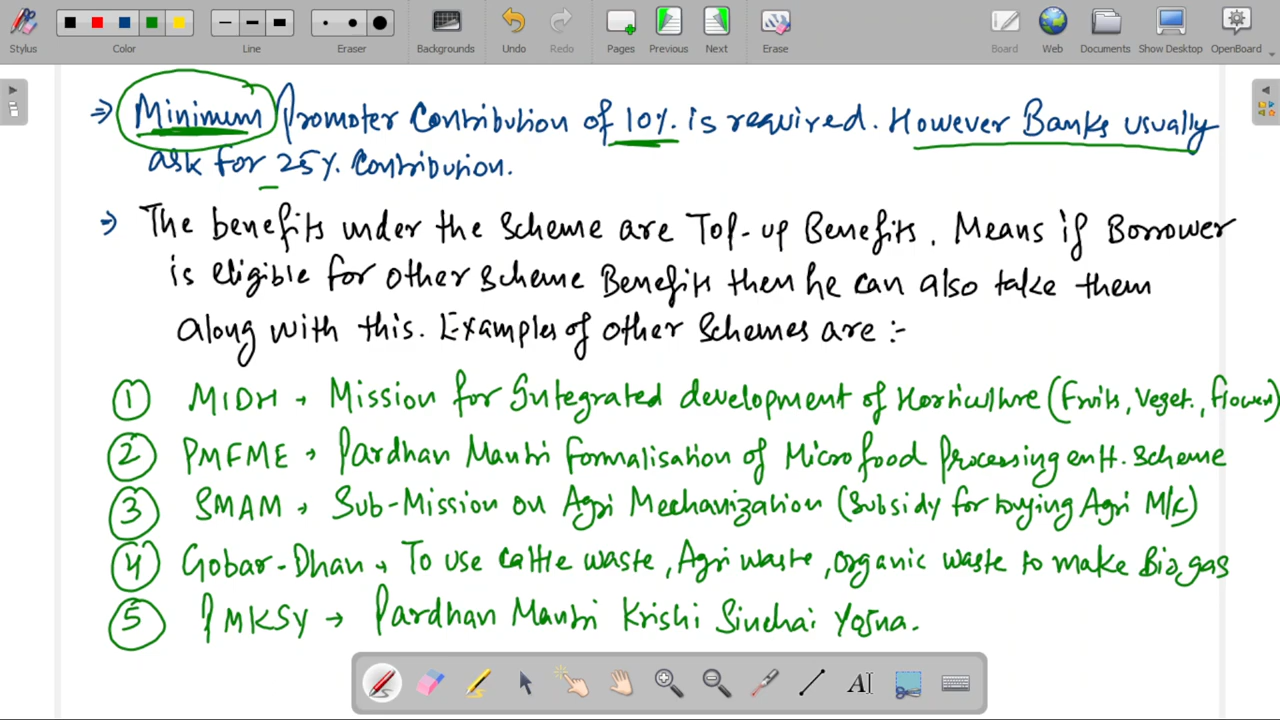 Stylus Color Line Eraser Backgrounds Undo Redo Pages Previous Next Erase Board Web Documents Show Desktop OpenBoard
⇒ Minimum Promoter Contribution of 10% is required. However Banks usually
ask for 25% Contribution.
⇒ The benefits under the Scheme are Top-up Benefits. Means if Borrower
is eligible for other Scheme Benefits then he can also take them
along with this. Examples of other Schemes are :-
① MIDH → Mission for Integrated development of Horticulture (Fruits, Veget., flower)
② PMFME → Pardhan Mantri Formalisation of Micro food Processing entt. Scheme
③ SMAM → Sub-Mission on Agri Mechanization (Subsidy for buying Agri M/c)
④ Gobar-Dhan → To use cattle waste, Agri waste, organic waste to make Bio gas
⑤ PMKSY → Pardhan Mantri Krishi Sinchai Yojna.
AI